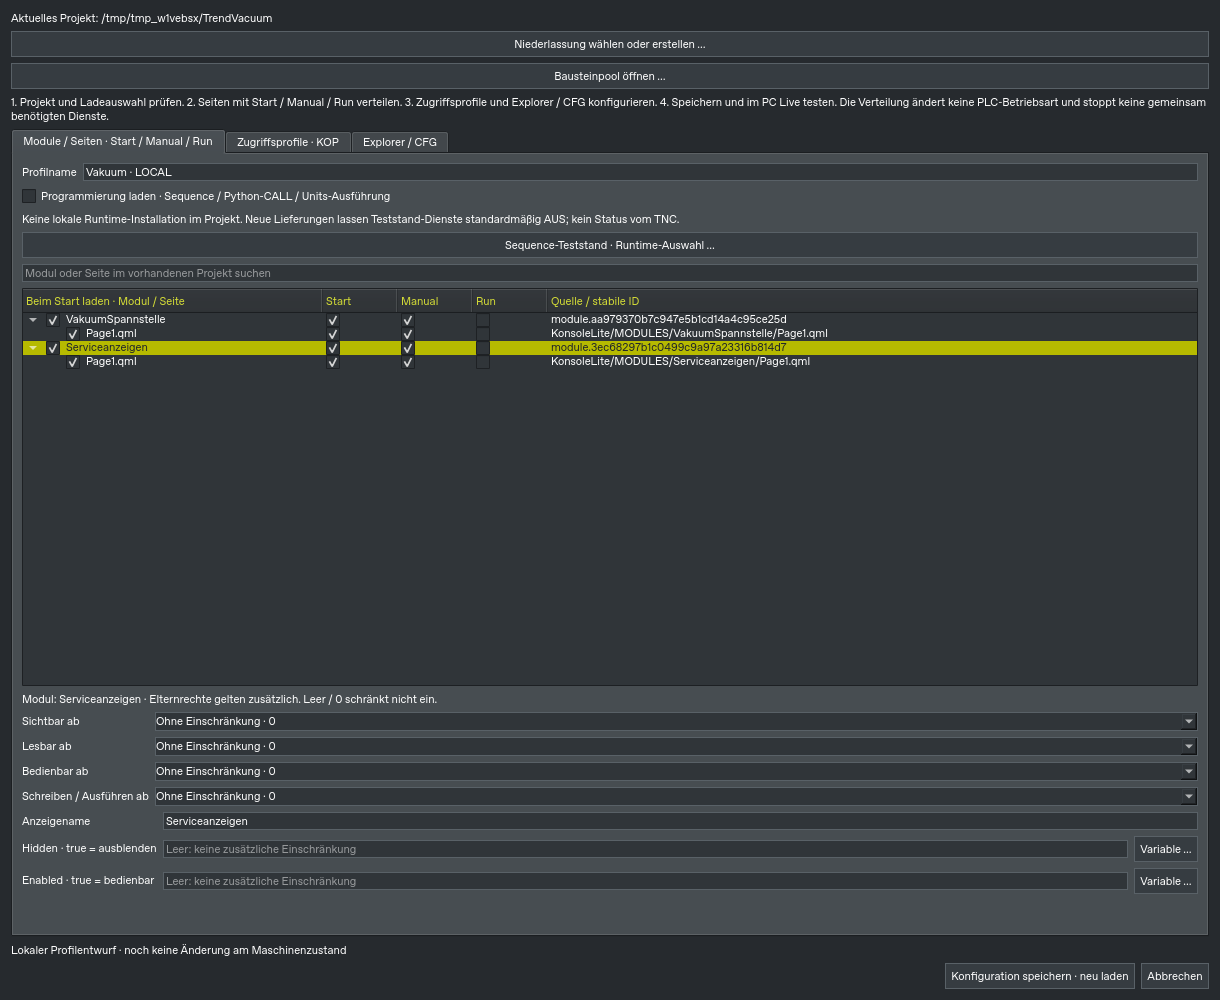 Aktuelles Projekt: /tmp/tmp_w1vebsx/TrendVacuum
Niederlassung wählen oder erstellen ...
Bausteinpool öffnen ...
1. Projekt und Ladeauswahl prüfen. 2. Seiten mit Start / Manual / Run verteilen. 3. Zugriffsprofile und Explorer / CFG konfigurieren. 4. Speichern und im PC Live testen. Die Verteilung ändert keine PLC-Betriebsart und stoppt keine gemeinsam
benötigten Dienste.
Module / Seiten · Start / Manual / Run Zugriffsprofile · KOP Explorer / CFG
Profilname Vakuum · LOCAL
Programmierung laden · Sequence / Python-CALL / Units-Ausführung
Keine lokale Runtime-Installation im Projekt. Neue Lieferungen lassen Teststand-Dienste standardmäßig AUS; kein Status vom TNC.
Sequence-Teststand · Runtime-Auswahl ...
Modul oder Seite im vorhandenen Projekt suchen
Beim Start laden · Modul / Seite Start Manual Run Quelle / stabile ID
VakuumSpannstelle module.aa979370b7c947e5b1cd14a4c95ce25d
Page1.qml KonsoleLite/MODULES/VakuumSpannstelle/Page1.qml
Serviceanzeigen module.3ec68297b1c0499c9a97a23316b814d7
Page1.qml KonsoleLite/MODULES/Serviceanzeigen/Page1.qml
Modul: Serviceanzeigen · Elternrechte gelten zusätzlich. Leer / 0 schränkt nicht ein.
Sichtbar ab Ohne Einschränkung · 0
Lesbar ab Ohne Einschränkung · 0
Bedienbar ab Ohne Einschränkung · 0
Schreiben / Ausführen ab Ohne Einschränkung · 0
Anzeigename Serviceanzeigen
Hidden · true = ausblenden Leer: keine zusätzliche Einschränkung Variable ...
Enabled · true = bedienbar Leer: keine zusätzliche Einschränkung Variable ...
Lokaler Profilentwurf · noch keine Änderung am Maschinenzustand
Konfiguration speichern · neu laden Abbrechen